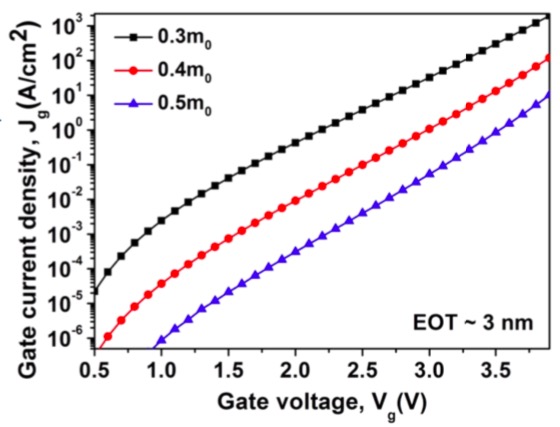 Gate current density, J_g(A/cm²)
10³
10²
10¹
10⁰
10⁻¹
10⁻²
10⁻³
10⁻⁴
10⁻⁵
10⁻⁶
0.3m₀
0.4m₀
0.5m₀
EOT ~ 3 nm
0.5 1.0 1.5 2.0 2.5 3.0 3.5
Gate voltage, V_g(V)